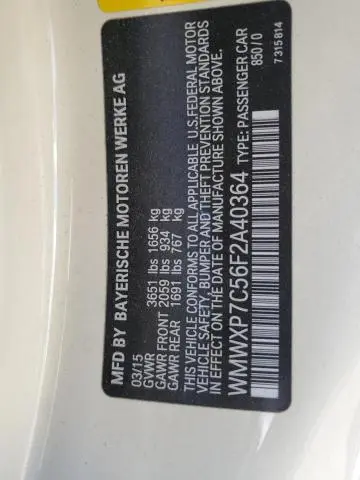 MFD BY BAYERISCHE MOTOREN WERKE AG
03/15
GVWR 3651 lbs 1656 kg
GAWR FRONT 2059 lbs 934 kg
GAWR REAR 1691 lbs 767 kg
THIS VEHICLE CONFORMS TO ALL APPLICABLE U.S. FEDERAL MOTOR
VEHICLE SAFETY, BUMPER AND THEFT PREVENTION STANDARDS
IN EFFECT ON THE DATE OF MANUFACTURE SHOWN ABOVE.
WMWXP7C56F2A40364 TYPE: PASSENGER CAR
850/0
7315814